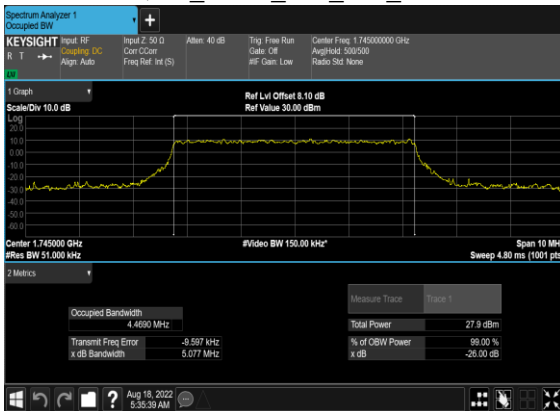 Spectrum Analyzer 1
Occupied BW
KEYSIGHT
R T
Input: RF
Coupling: DC
Align: Auto
Input Z: 50 Ω
Corr CCorr
Freq Ref: Int (S)
Atten: 40 dB
Trig: Free Run
Gate: Off
#IF Gain: Low
Center Freq: 1.745000000 GHz
Avg|Hold: 500/500
Radio Std: None
1 Graph
Scale/Div 10.0 dB
Ref Lvl Offset 8.10 dB
Ref Value 30.00 dBm
Log
20.0
10.0
0.00
-10.0
-20.0
-30.0
-40.0
-50.0
-60.0
Center 1.745000 GHz
#Res BW 51.000 kHz
#Video BW 150.00 kHz*
Span 10 MH
Sweep 4.80 ms (1001 pts
2 Metrics
Measure Trace
Trace 1
Occupied Bandwidth
4.4690 MHz
Total Power
27.9 dBm
Transmit Freq Error
-9.597 kHz
% of OBW Power
99.00 %
x dB Bandwidth
5.077 MHz
x dB
-26.00 dB
?
Aug 18, 2022
5:35:39 AM